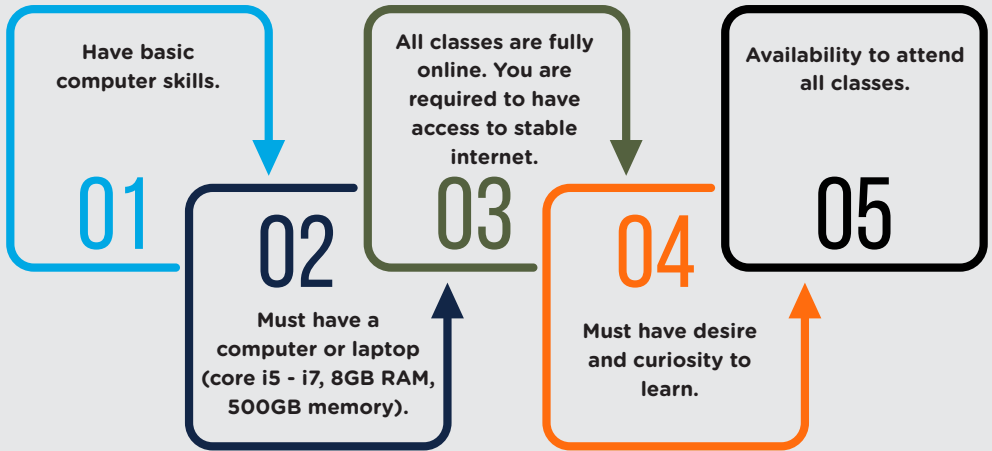 Have basic
computer skills.
01
02
Must have a
computer or laptop
(core i5 - i7, 8GB RAM,
500GB memory).
All classes are fully
online. You are
required to have
access to stable
internet.
03
04
Must have desire
and curiosity to
learn.
Availability to attend
all classes.
05